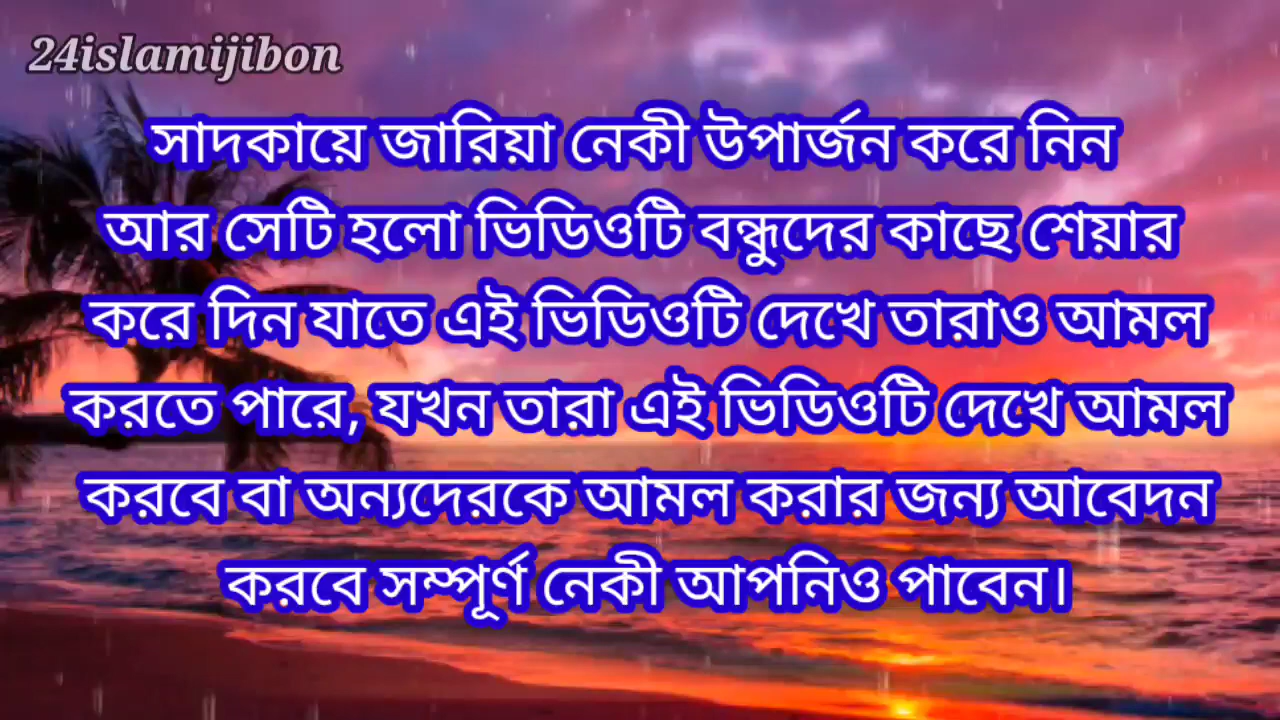 24islamijibon
সাদকায়ে জারিয়া নেকী উপার্জন করে নিন
আর সেটি হলো ভিডিওটি বন্ধুদের কাছে শেয়ার
করে দিন যাতে এই ভিডিওটি দেখে তারাও আমল
করতে পারে, যখন তারা এই ভিডিওটি দেখে আমল
করবে বা অন্যদেরকে আমল করার জন্য আবেদন
করবে সম্পূর্ণ নেকী আপনিও পাবেন।